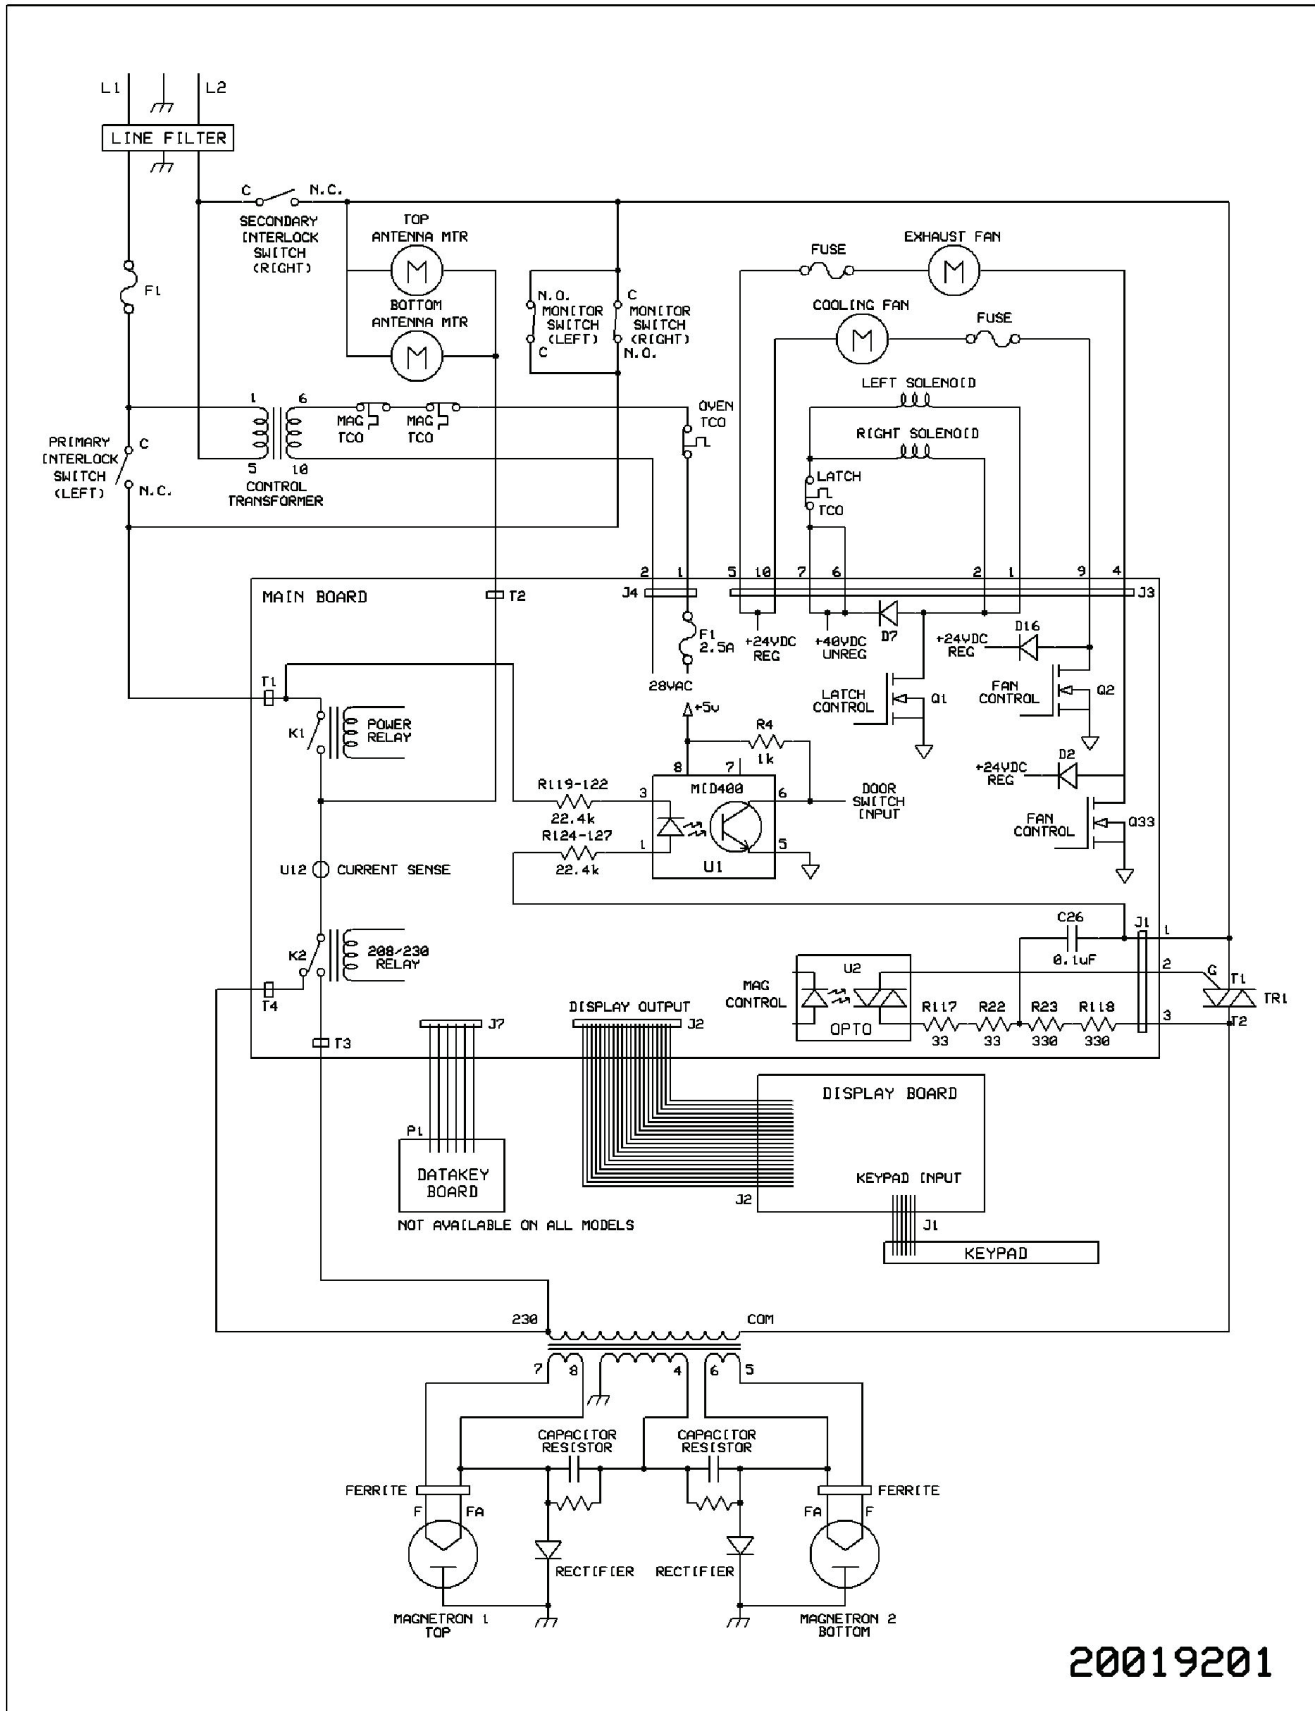 L1
L2
LINE FILTER
C
N.C.
SECONDARY
INTERLOCK
SWITCH
(RIGHT)
TOP
ANTENNA MTR
M
BOTTOM
ANTENNA MTR
M
F1
N.O.
MONITOR
SWITCH
(LEFT)
C
C
MONITOR
SWITCH
(RIGHT)
N.O.
FUSE
EXHAUST FAN
M
COOLING FAN
M
FUSE
LEFT SOLENOID
RIGHT SOLENOID
LATCH
TCO
1
6
5
10
CONTROL
TRANSFORMER
MAG
TCO
MAG
TCO
OVEN
TCO
PRIMARY
INTERLOCK
SWITCH
(LEFT)
C
N.C.
MAIN BOARD
T2
J4
2
1
5
10
7
6
2
1
9
4
J3
F1
2.5A
28VAC
+24VDC
REG
+40VDC
UNREG
D7
+24VDC
REG
D16
LATCH
CONTROL
Q1
FAN
CONTROL
Q2
T1
K1
POWER
RELAY
+5v
R4
1k
8
7
MID400
3
6
1
5
U1
R119-122
22.4k
R124-127
22.4k
DOOR
SWITCH
INPUT
+24VDC
REG
D2
FAN
CONTROL
Q33
U12
CURRENT SENSE
K2
208/230
RELAY
T4
T3
C26
0.1uF
J1
1
2
3
MAG
CONTROL
U2
OPTO
R117
33
R22
33
R23
330
R118
330
G
T1
TR1
T2
J7
DISPLAY OUTPUT
J2
P1
DATAKEY
BOARD
NOT AVAILABLE ON ALL MODELS
DISPLAY BOARD
KEYPAD INPUT
J2
J1
KEYPAD
230
COM
7
8
4
6
5
CAPACITOR
RESISTOR
CAPACITOR
RESISTOR
FERRITE
F
FA
FERRITE
FA
F
RECTIFIER
RECTIFIER
MAGNETRON 1
TOP
MAGNETRON 2
BOTTOM
20019201